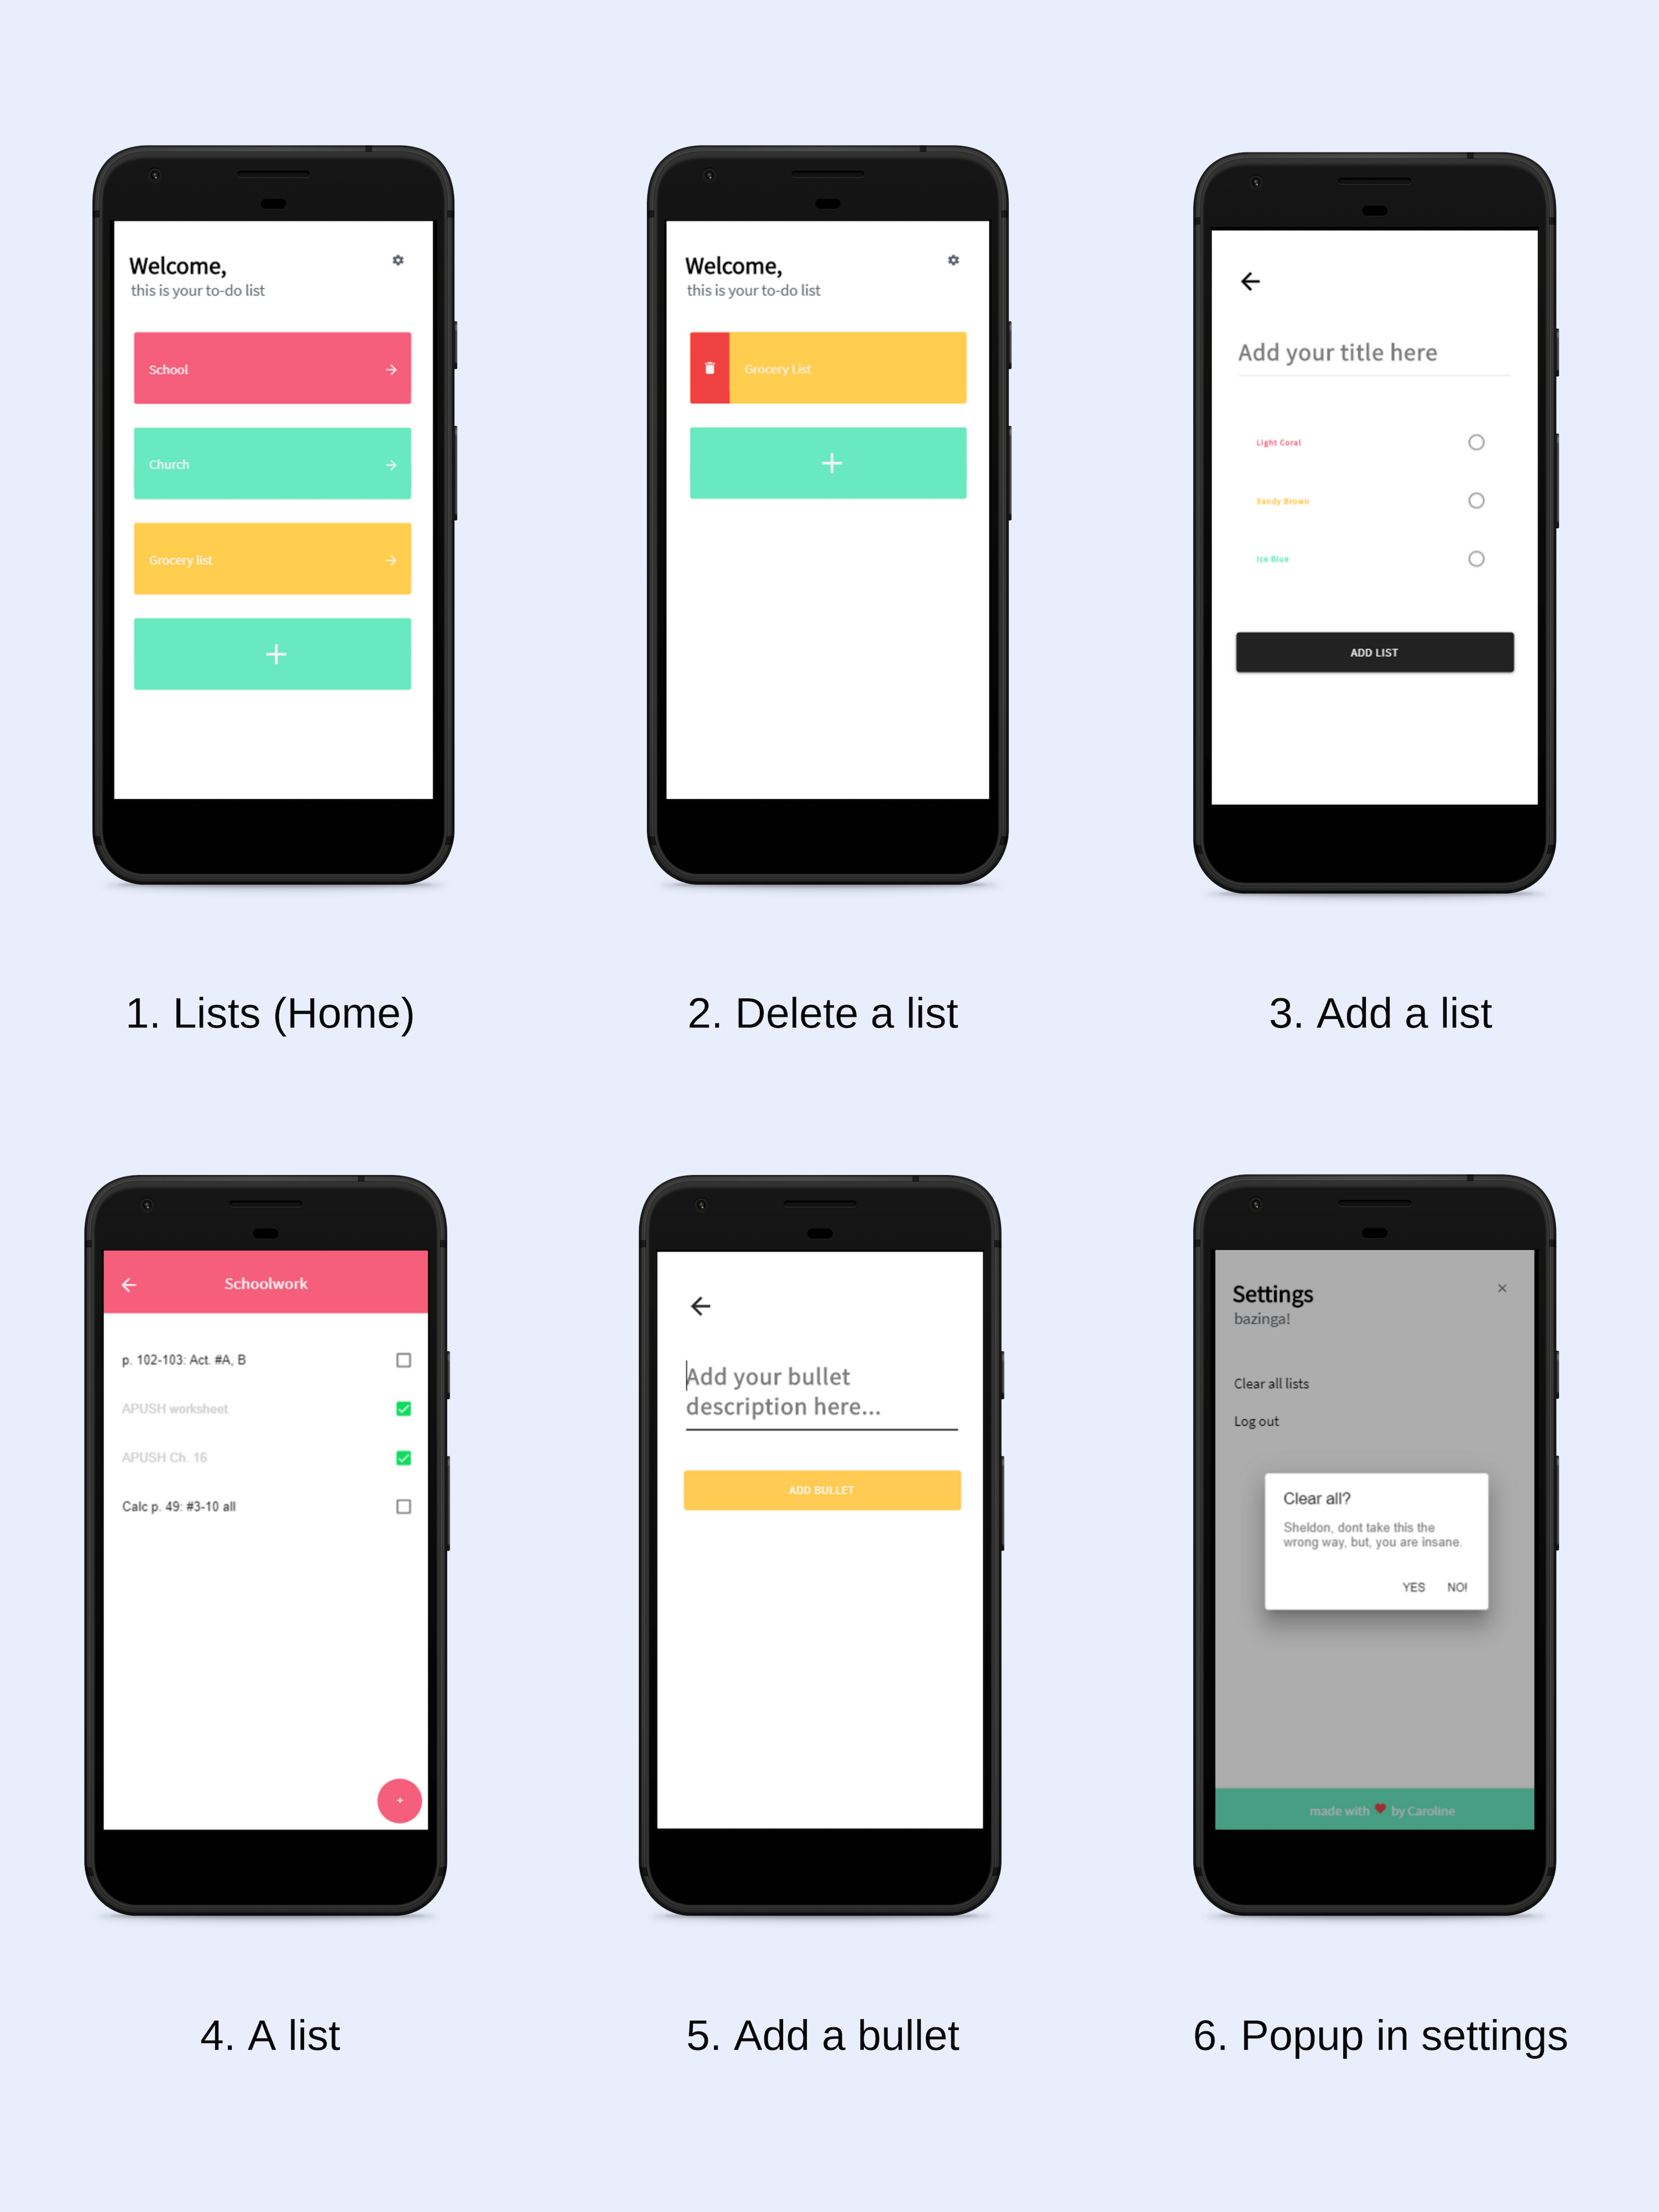 Welcome,
this is your to-do list
School
Church
Grocery list
1. Lists (Home)
Welcome,
this is your to-do list
Grocery List
2. Delete a list
Add your title here
Light Coral
Sandy Brown
Ice Blue
ADD LIST
3. Add a list
Schoolwork
p. 102-103: Act. #A, B
APUSH worksheet
APUSH Ch. 16
Calc p. 49: #3-10 all
4. A list
Add your bullet
description here...
ADD BULLET
5. Add a bullet
Settings
bazinga!
Clear all lists
Log out
Clear all?
Sheldon, dont take this the
wrong way, but, you are insane.
YES NO!
made with ❤ by Caroline
6. Popup in settings